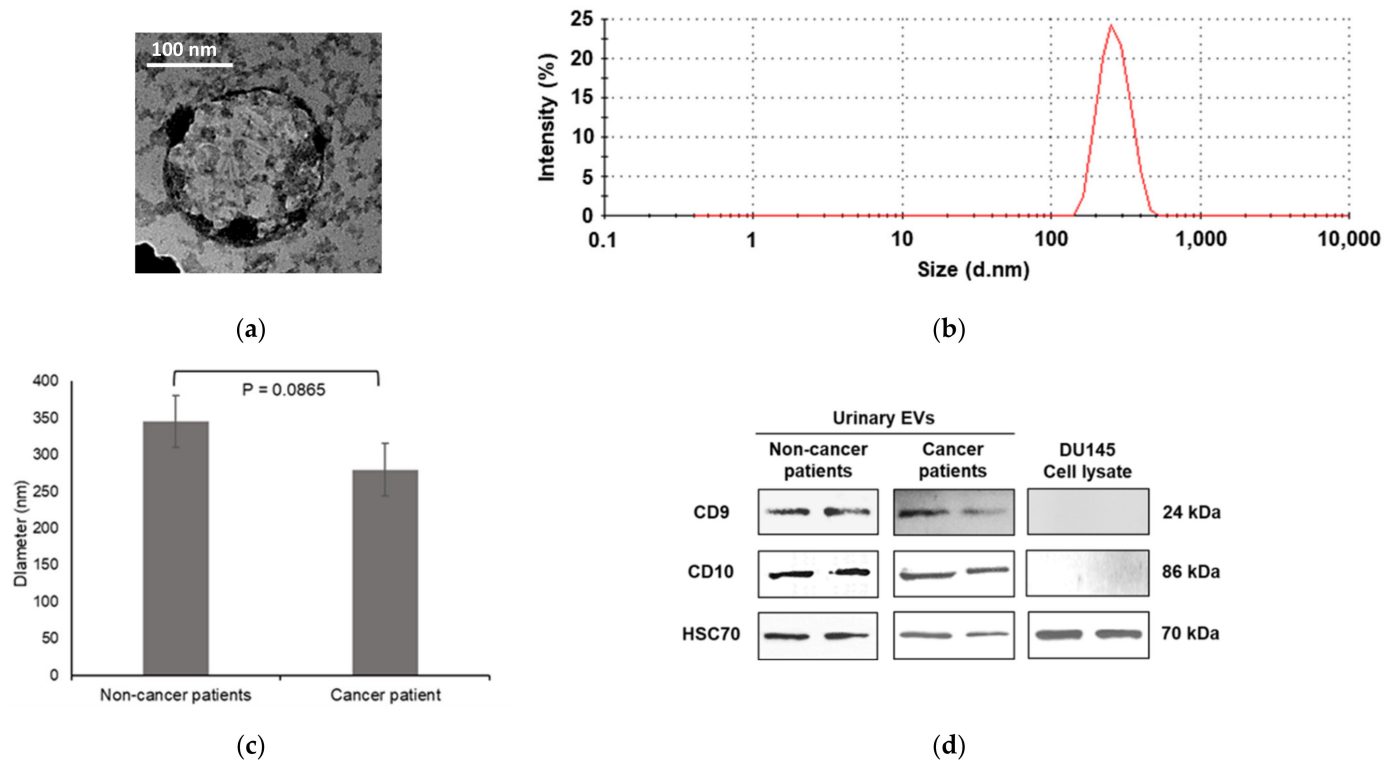 100 nm
(a)
Intensity (%)
25
20
15
10
5
0
0.1 1 10 100 1,000 10,000
Size (d.nm)
(b)
DIameter (nm)
400
350
300
250
200
150
100
50
0
P = 0.0865
Non-cancer patients Cancer patient
(c)
Urinary EVs
Non-cancer patients
Cancer patients
DU145 Cell lysate
CD9 24 kDa
CD10 86 kDa
HSC70 70 kDa
(d)